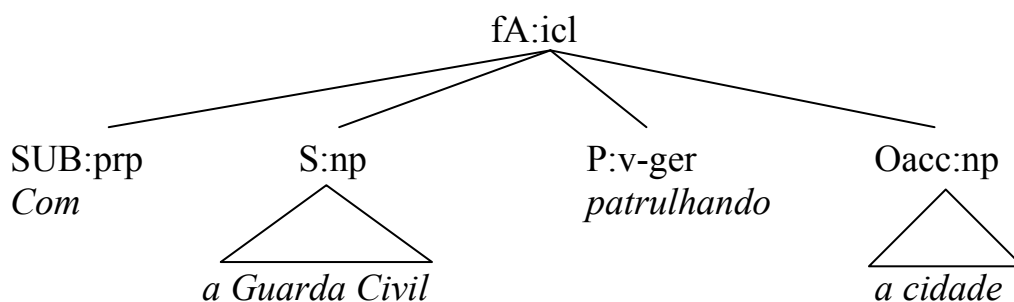 fA:icl
SUB:prp S:np P:v-ger Oacc:np
Com patrulhando
a Guarda Civil a cidade